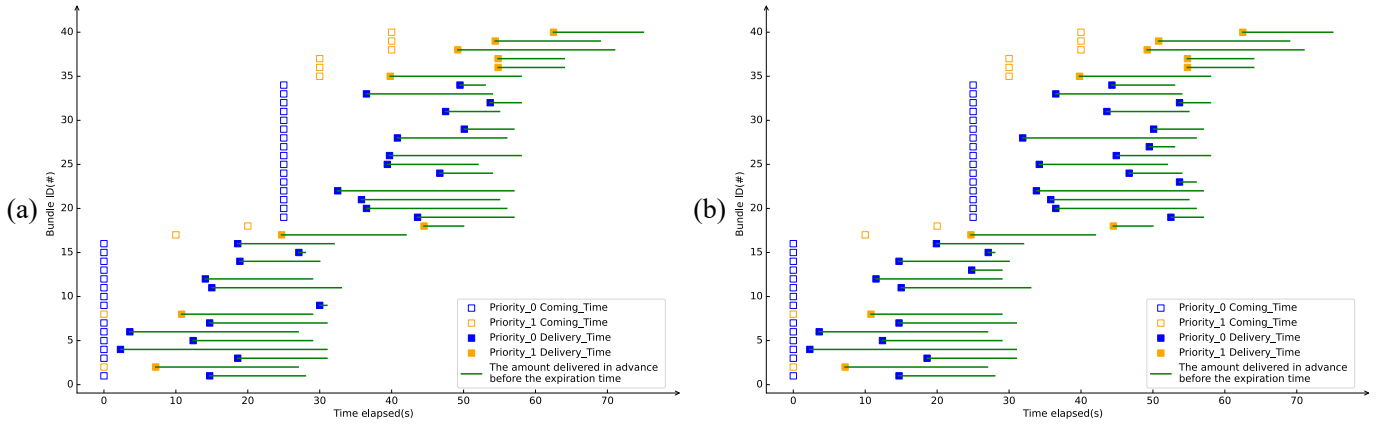 (a)
Bundle ID(#)
40
35
30
25
20
15
10
5
0
Priority_0 Coming_Time
Priority_1 Coming_Time
Priority_0 Delivery_Time
Priority_1 Delivery_Time
The amount delivered in advance
before the expiration time
0 10 20 30 40 50 60 70
Time elapsed(s)
(b)
Bundle ID(#)
40
35
30
25
20
15
10
5
0
Priority_0 Coming_Time
Priority_1 Coming_Time
Priority_0 Delivery_Time
Priority_1 Delivery_Time
The amount delivered in advance
before the expiration time
0 10 20 30 40 50 60 70
Time elapsed(s)